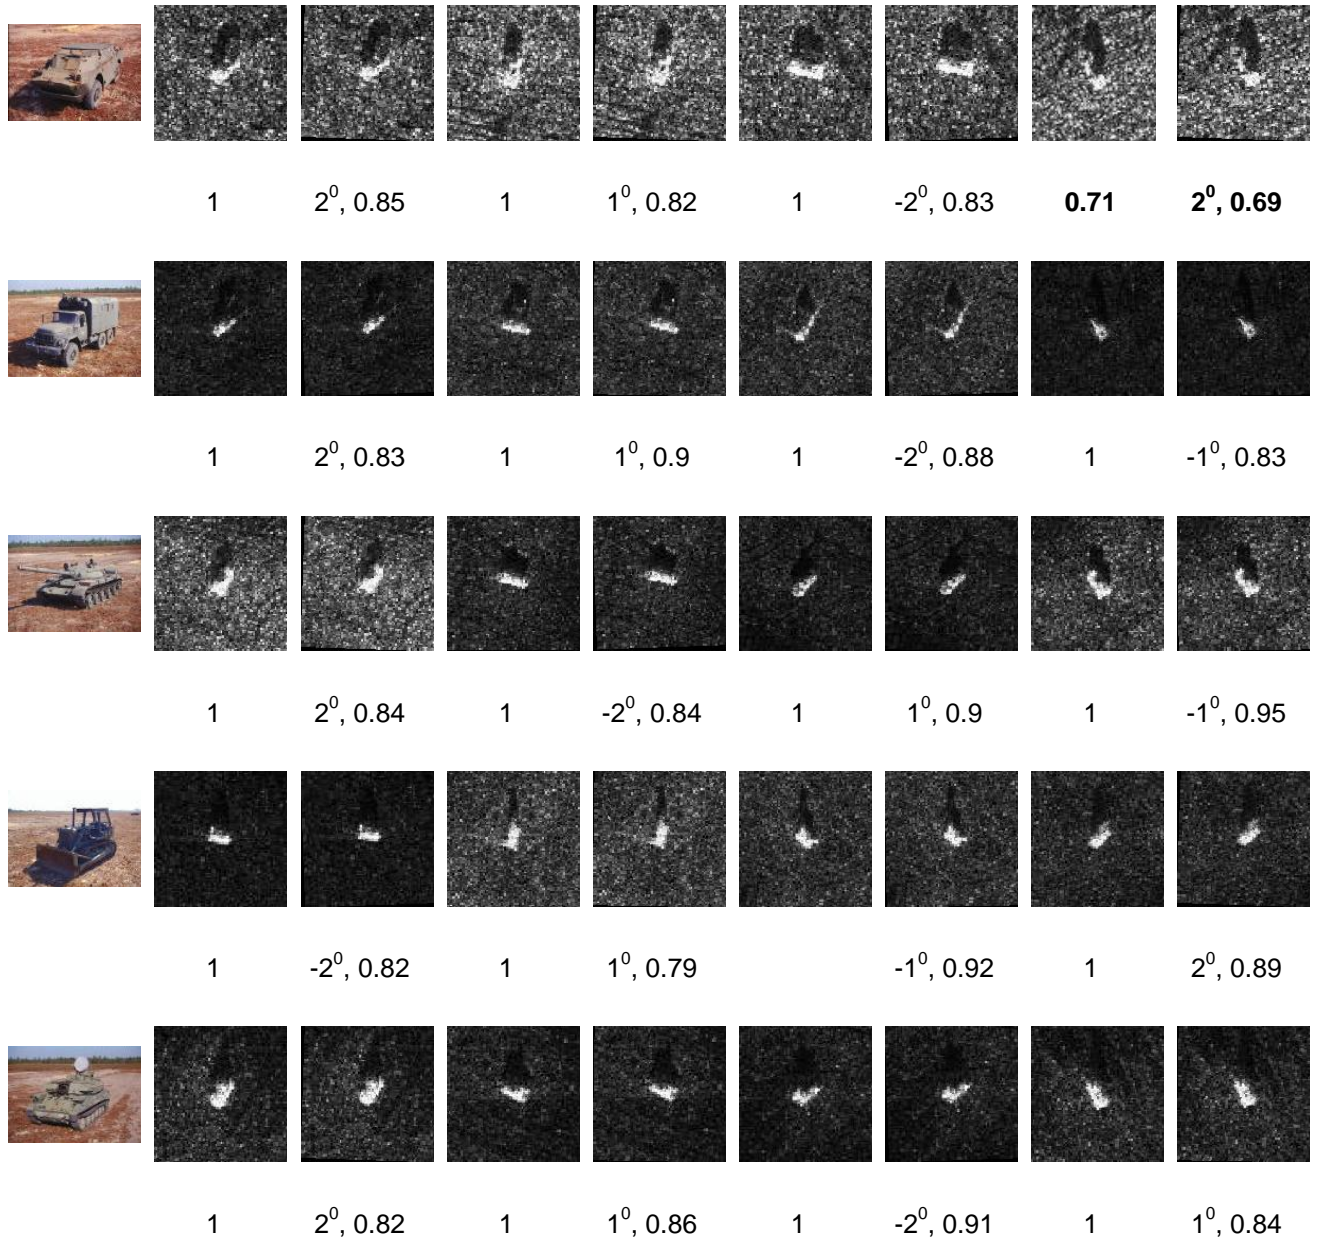 1 2⁰, 0.85 1 1⁰, 0.82 1 -2⁰, 0.83 0.71 2⁰, 0.69
1 2⁰, 0.83 1 1⁰, 0.9 1 -2⁰, 0.88 1 -1⁰, 0.83
1 2⁰, 0.84 1 -2⁰, 0.84 1 1⁰, 0.9 1 -1⁰, 0.95
1 -2⁰, 0.82 1 1⁰, 0.79 -1⁰, 0.92 1 2⁰, 0.89
1 2⁰, 0.82 1 1⁰, 0.86 1 -2⁰, 0.91 1 1⁰, 0.84